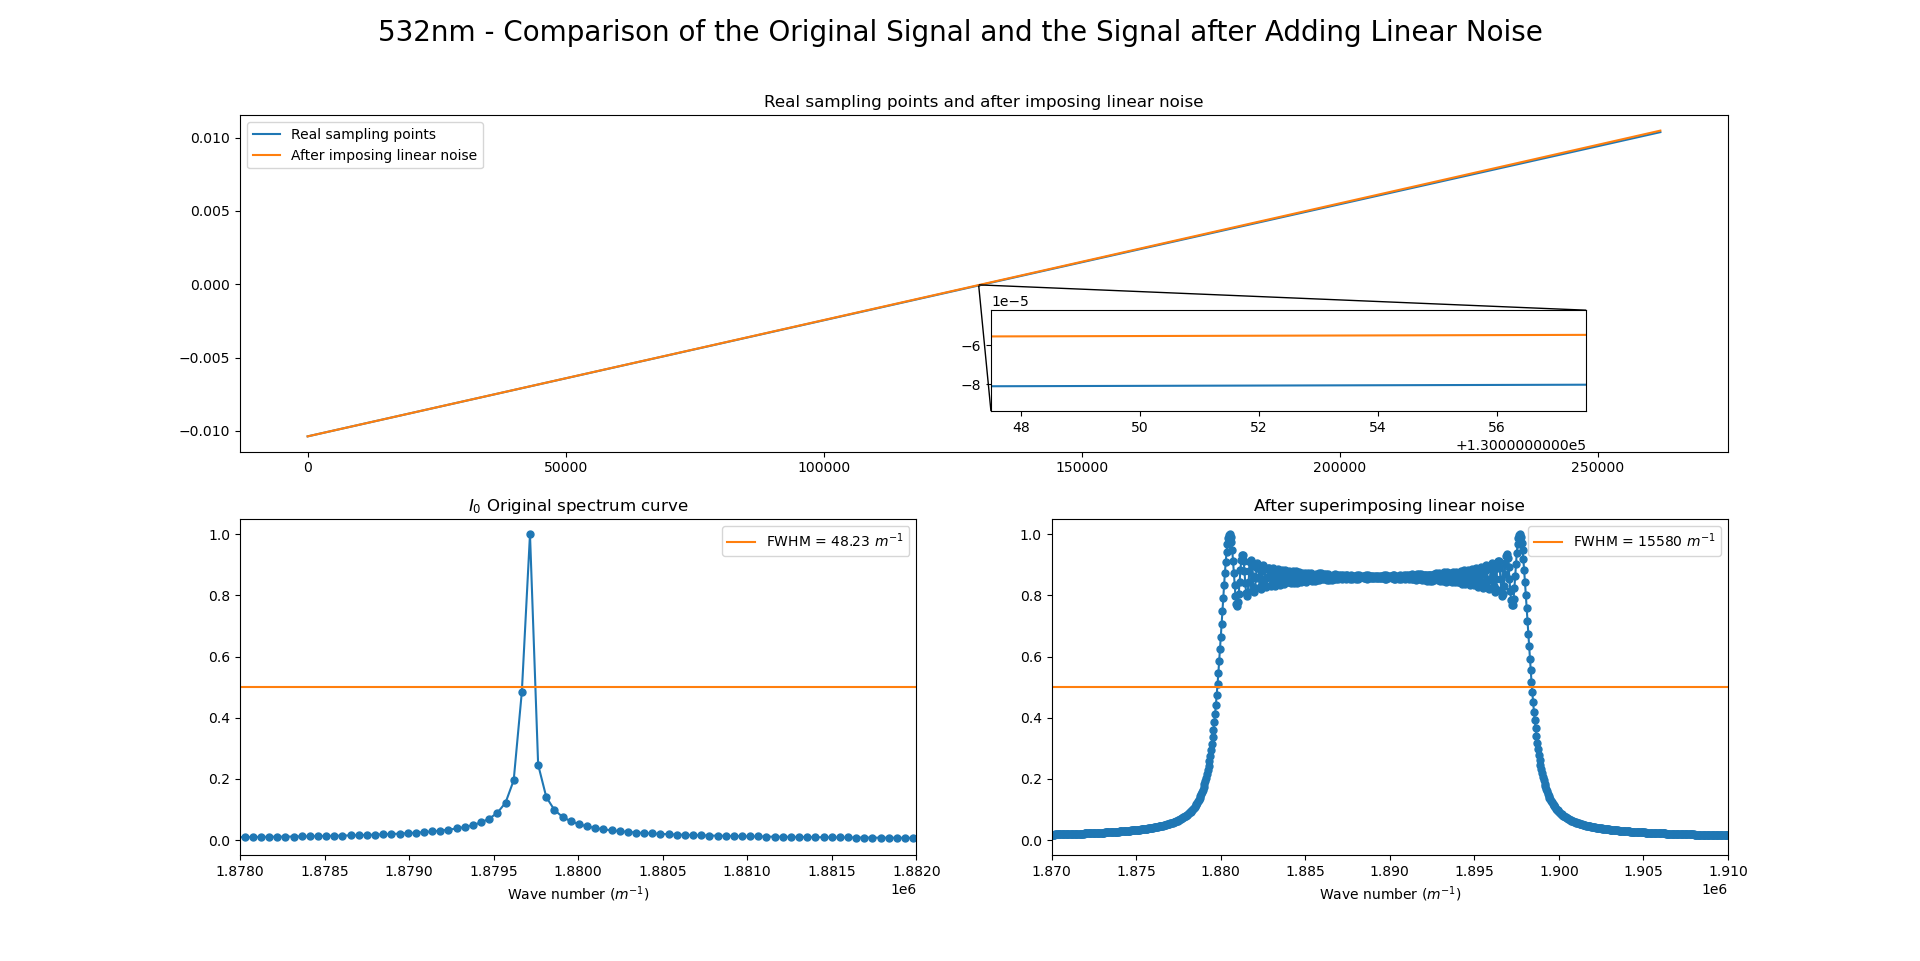 532nm - Comparison of the Original Signal and the Signal after Adding Linear Noise
Real sampling points and after imposing linear noise
Real sampling points
After imposing linear noise
0.010
0.005
0.000
−0.005
−0.010
1e−5
−6
−8
48 50 52 54 56
+1.3000000000e5
0 50000 100000 150000 200000 250000
I₀ Original spectrum curve
FWHM = 48.23 m⁻¹
1.0
0.8
0.6
0.4
0.2
0.0
1.8780 1.8785 1.8790 1.8795 1.8800 1.8805 1.8810 1.8815 1.8820
1e6
Wave number (m⁻¹)
After superimposing linear noise
FWHM = 15580 m⁻¹
1.0
0.8
0.6
0.4
0.2
0.0
1.870 1.875 1.880 1.885 1.890 1.895 1.900 1.905 1.910
1e6
Wave number (m⁻¹)